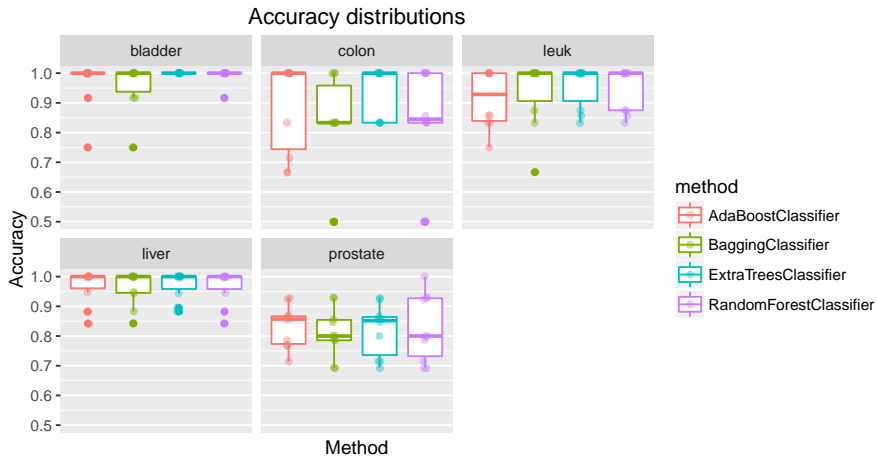 Accuracy distributions
bladder
colon
leuk
1.0
0.9
0.8
0.7
0.6
0.5
liver
prostate
1.0
0.9
0.8
0.7
0.6
0.5
Accuracy
Method
method
AdaBoostClassifier
BaggingClassifier
ExtraTreesClassifier
RandomForestClassifier